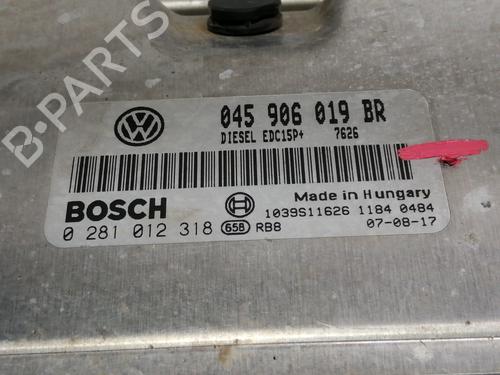 045 906 019 BR
DIESEL EDC15P+ 7626
BOSCH
Made in Hungary
1039S11626 1184 0484
0 281 012 318 658 RB8 07-08-17
B-PARTS